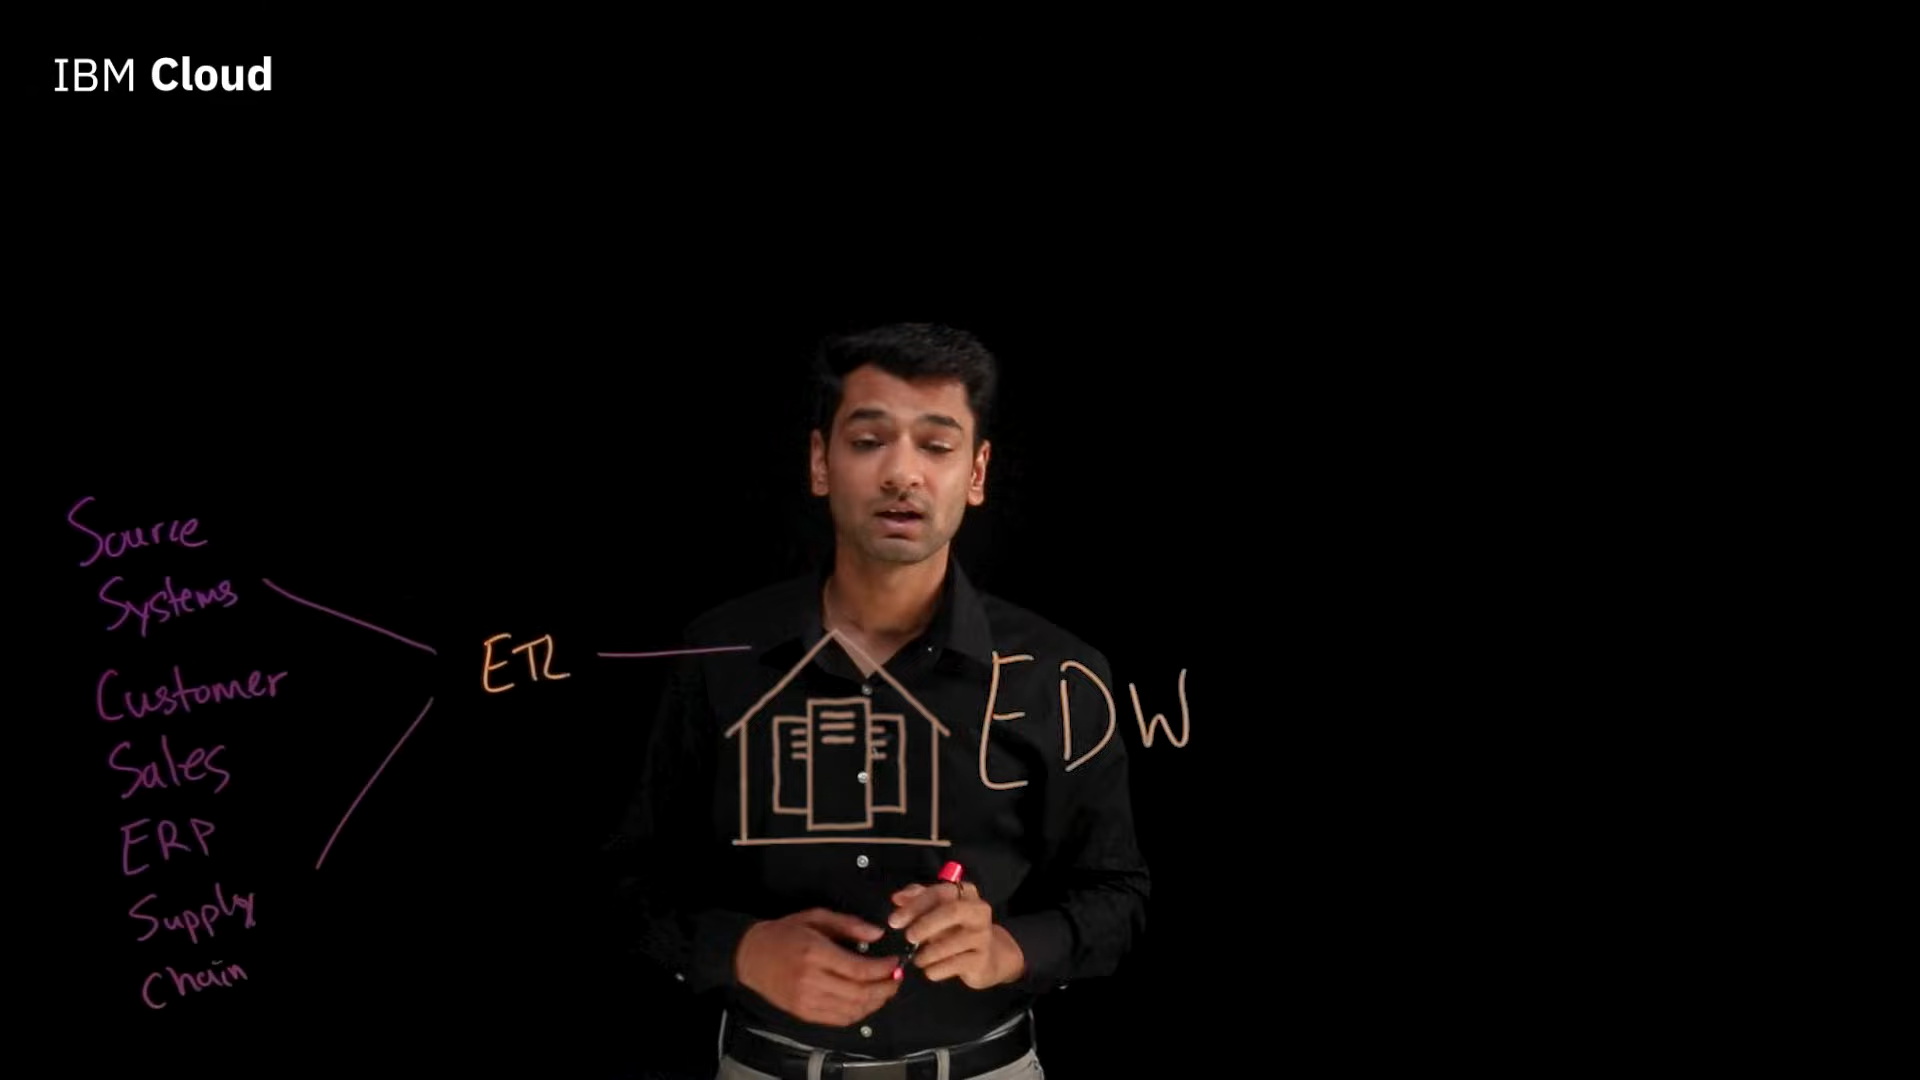 IBM Cloud
Source
Systems
Customer
Sales
ERP
Supply
Chain
ETL
EDW